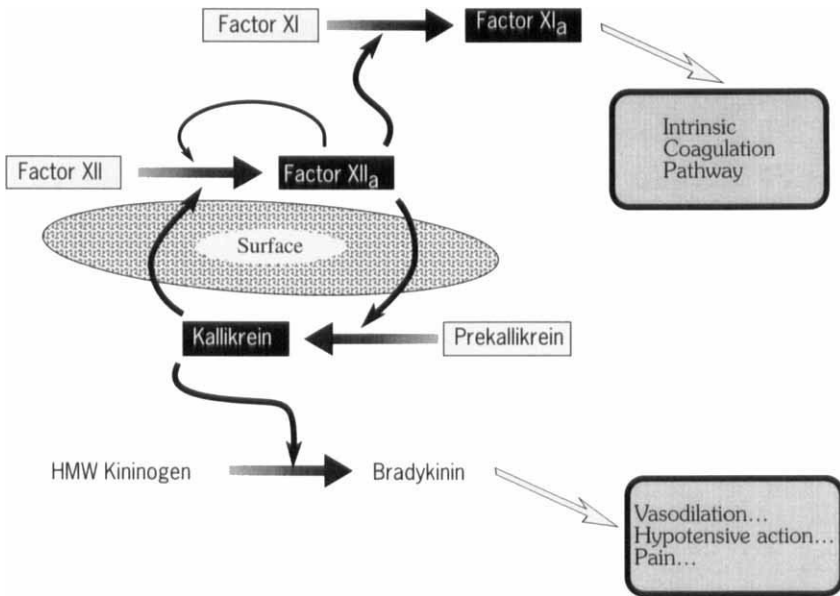 Factor XI
Factor XIa
Intrinsic
Coagulation
Pathway
Factor XII
Factor XIIa
Surface
Kallikrein
Prekallikrein
HMW Kininogen
Bradykinin
Vasodilation...
Hypotensive action...
Pain...